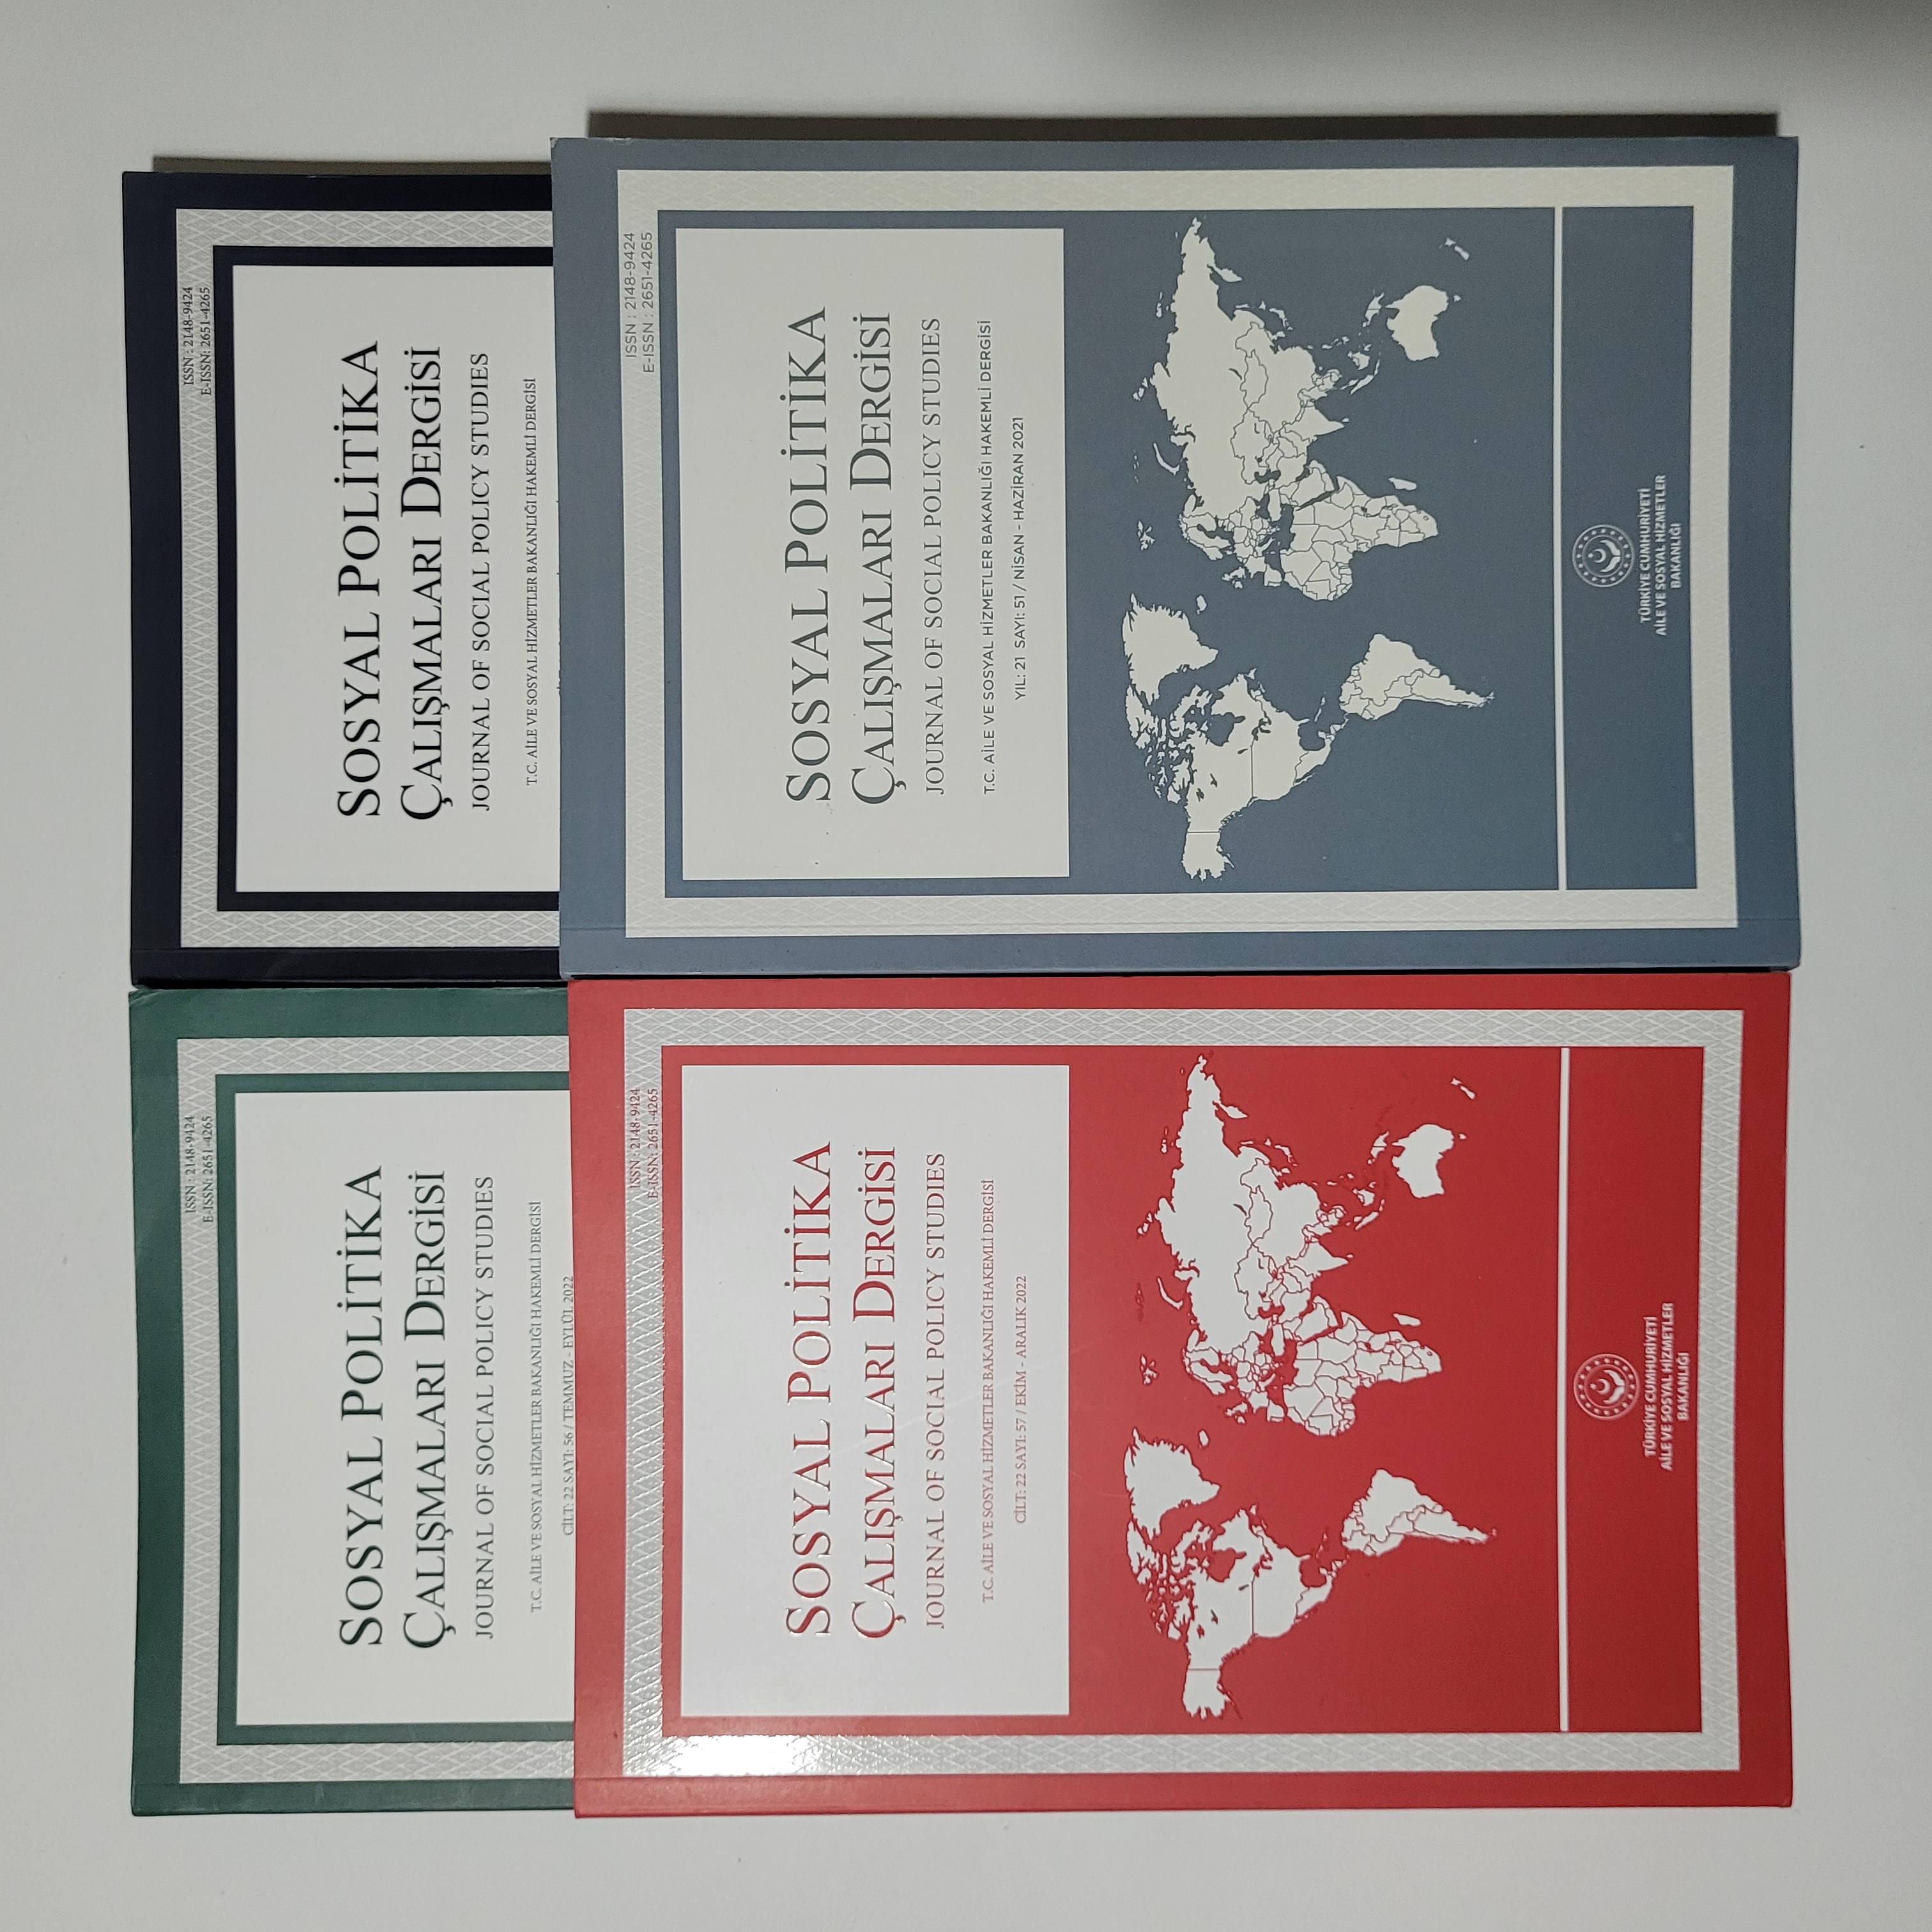 ISSN : 2148-9424
E-ISSN: 2651-4265
SOSYAL POLİTİKA
ÇALIŞMALARI DERGİSİ
JOURNAL OF SOCIAL POLICY STUDIES
T.C. AİLE VE SOSYAL HİZMETLER BAKANLIĞI HAKEMLİ DERGİSİ
ISSN : 2148-9424
E-ISSN : 2651-4265
SOSYAL POLİTİKA
ÇALIŞMALARI DERGİSİ
JOURNAL OF SOCIAL POLICY STUDIES
T.C. AİLE VE SOSYAL HİZMETLER BAKANLIĞI HAKEMLİ DERGİSİ
YIL: 21 SAYI: 51 / NİSAN - HAZİRAN 2021
TÜRKİYE CUMHURİYETİ
AİLE VE SOSYAL HİZMETLER
BAKANLIĞI
ISSN : 2148-9424
E-ISSN: 2651-4265
SOSYAL POLİTİKA
ÇALIŞMALARI DERGİSİ
JOURNAL OF SOCIAL POLICY STUDIES
T.C. AİLE VE SOSYAL HİZMETLER BAKANLIĞI HAKEMLİ DERGİSİ
CİLT: 22 SAYI: 56 / TEMMUZ - EYLÜL 2022
ISSN : 2148-9424
E-ISSN: 2651-4265
SOSYAL POLİTİKA
ÇALIŞMALARI DERGİSİ
JOURNAL OF SOCIAL POLICY STUDIES
T.C. AİLE VE SOSYAL HİZMETLER BAKANLIĞI HAKEMLİ DERGİSİ
CİLT: 22 SAYI: 57 / EKİM - ARALIK 2022
TÜRKİYE CUMHURİYETİ
AİLE VE SOSYAL HİZMETLER
BAKANLIĞI